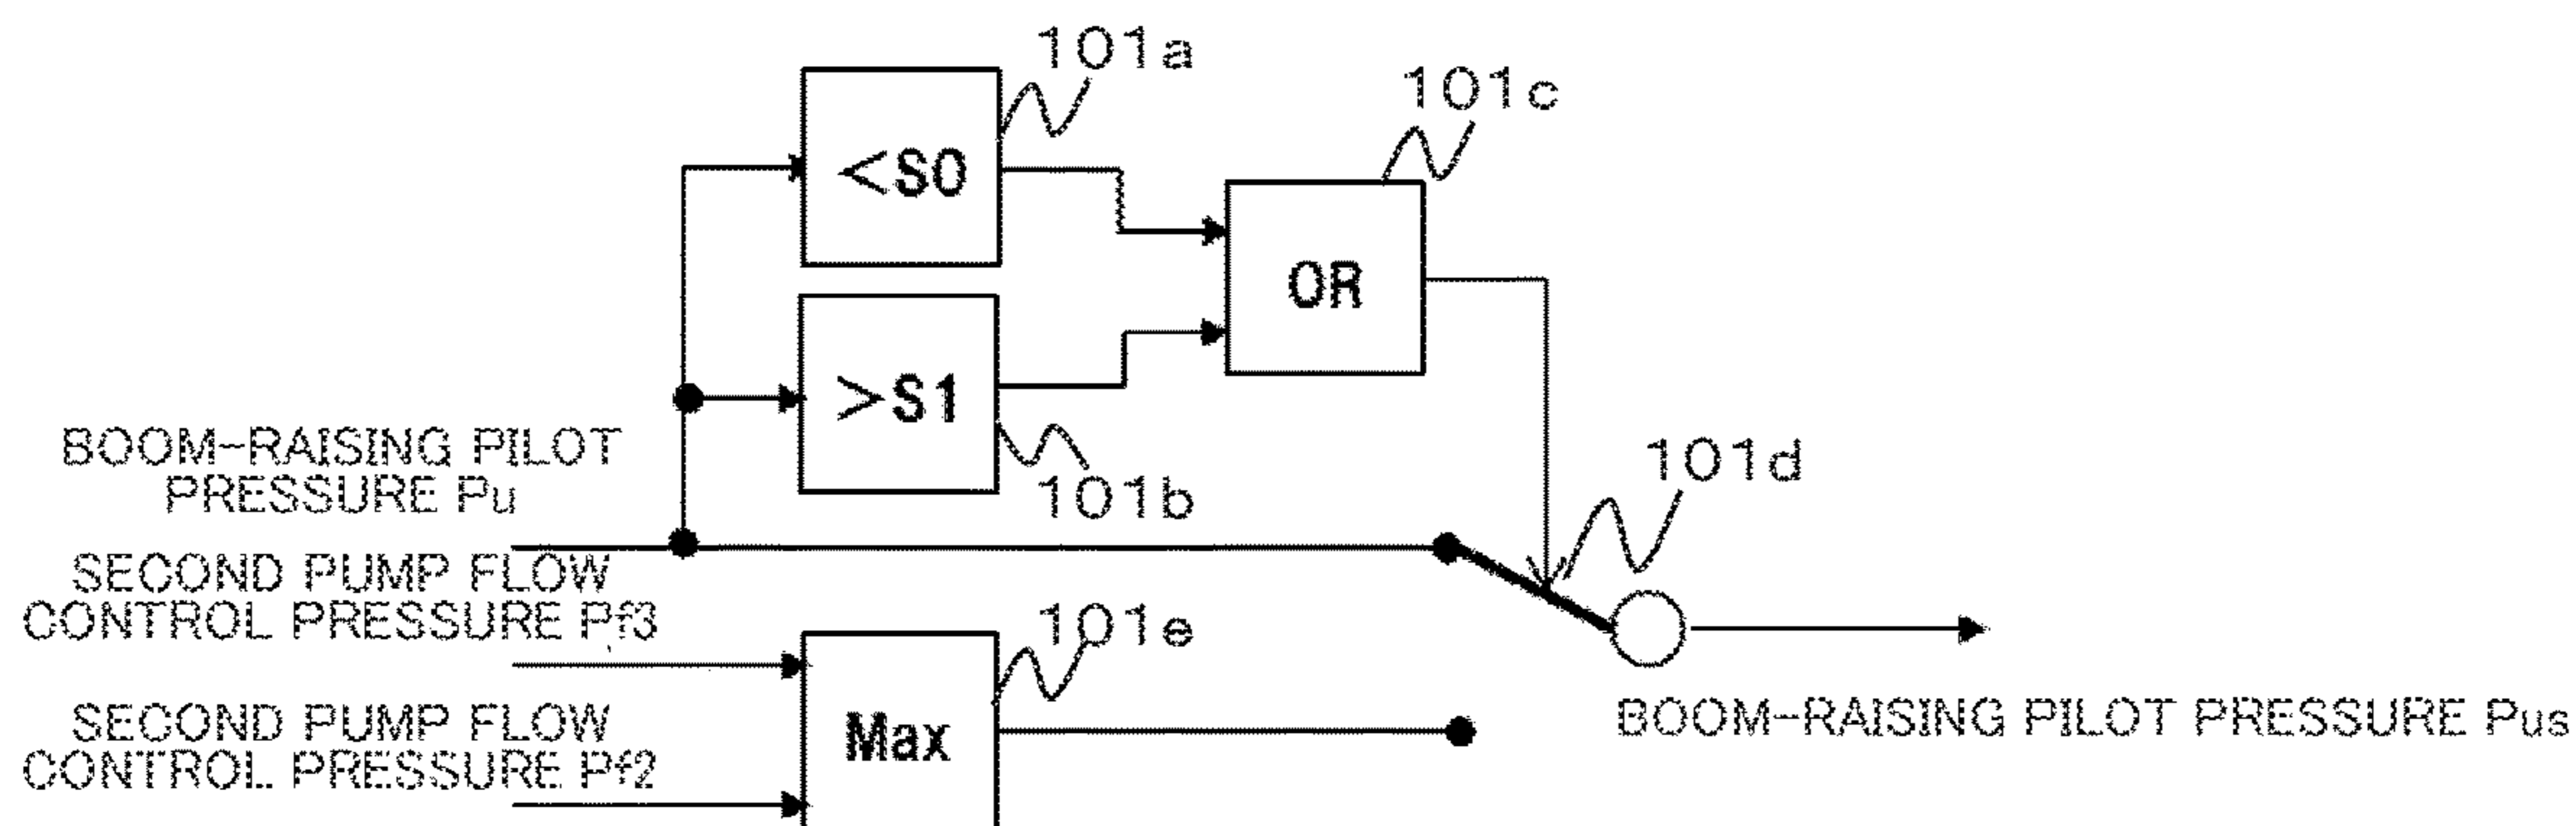 101a
101c
<S0
OR
>S1
101b
BOOM-RAISING PILOT
PRESSURE Pu
101d
SECOND PUMP FLOW
CONTROL PRESSURE Pf3
101e
SECOND PUMP FLOW
CONTROL PRESSURE Pf2
Max
BOOM-RAISING PILOT PRESSURE Pus